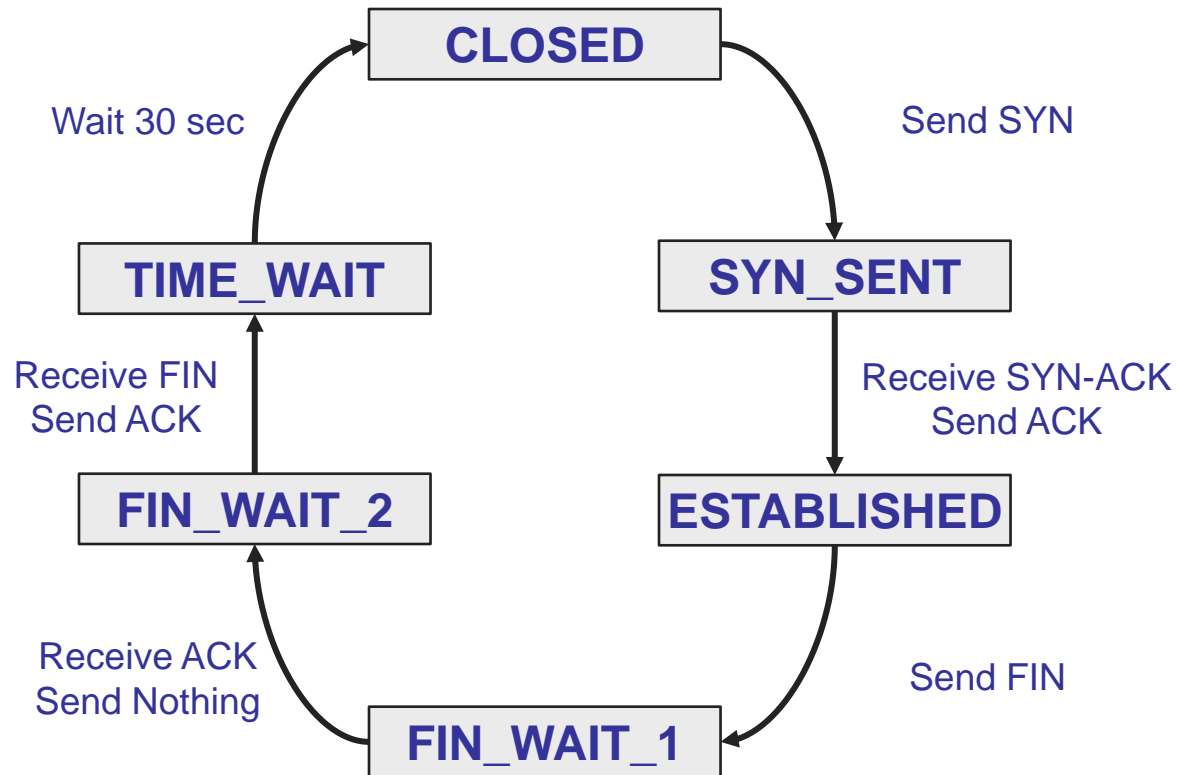 CLOSED
Wait 30 sec
Send SYN
TIME_WAIT
SYN_SENT
Receive FIN
Send ACK
Receive SYN-ACK
Send ACK
FIN_WAIT_2
ESTABLISHED
Receive ACK
Send Nothing
Send FIN
FIN_WAIT_1